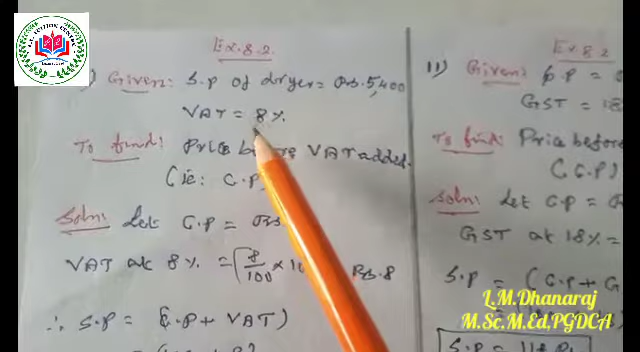 Ex. 8.2
Given: S.P of dryer = Rs. 5,400
VAT = 8%
To find: Price VAT added.
(ie: C.P
Soln: Let C.P = Rs.
VAT at 8% = (8/100 × 10 Rs. 8
∴ S.P = (C.P + VAT)
Ex 8.2
11) Given: S.P =
GST = 18
To find: Price before
(C.P)
Soln: Let C.P =
GST at 18% =
S.P = (C.P + G
L.M.Dhanaraj
M.Sc.M.Ed,PGDCA